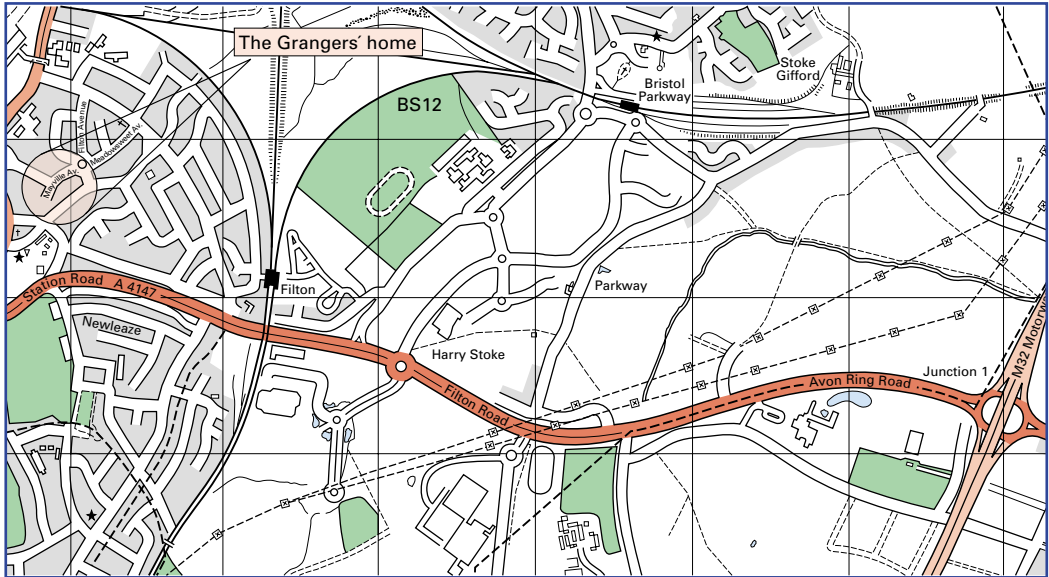 The Grangers´ home
BS12
Stoke
Gifford
Bristol
Parkway
Filton Avenue
Meadowsweet Av.
Mayville Av.
Station Road A 4147
Filton
Parkway
Newleaze
Harry Stoke
Filton Road
Avon Ring Road
Junction 1
M32 Motorw